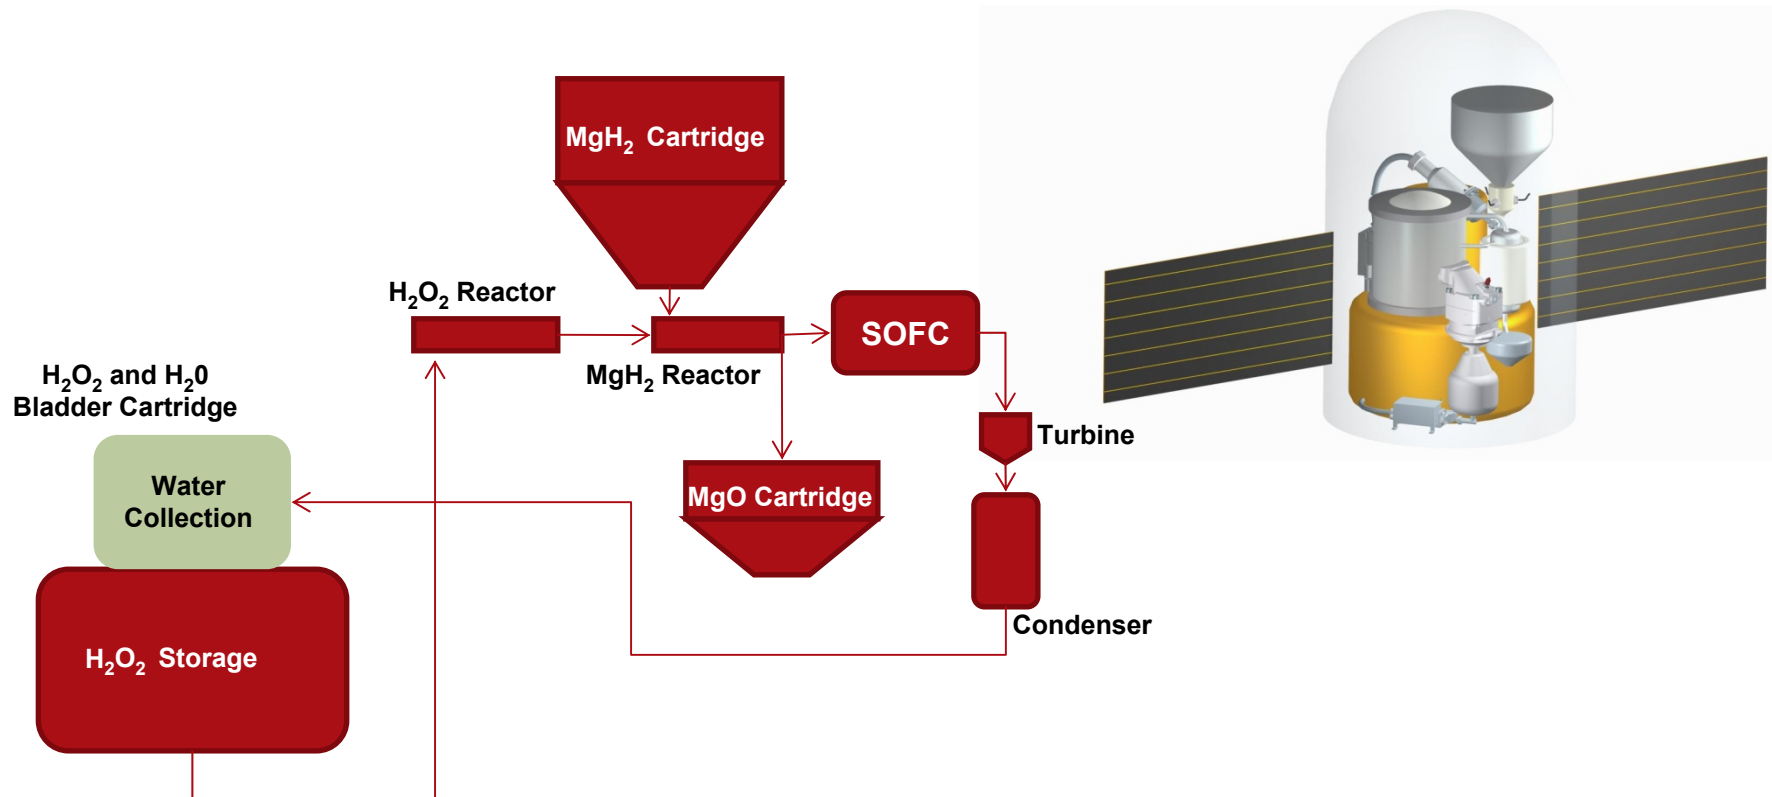 MgH₂ Cartridge
H₂O₂ Reactor
SOFC
MgH₂ Reactor
H₂O₂ and H₂0
Bladder Cartridge
Turbine
Water
Collection
MgO Cartridge
Condenser
H₂O₂ Storage